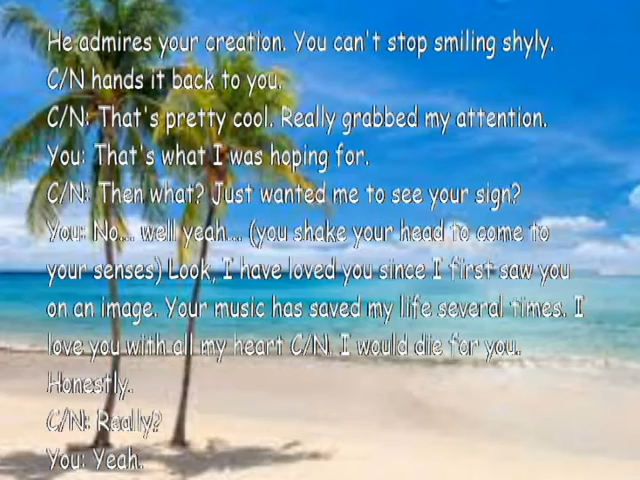 He admires your creation. You can't stop smiling shyly.
C/N hands it back to you.
C/N: That's pretty cool. Really grabbed my attention.
You: That's what I was hoping for.
C/N: Then what? Just wanted me to see your sign?
You: No... well yeah... (you shake your head to come to
your senses) Look, I have loved you since I first saw you
on an image. Your music has saved my life several times. I
love you with all my heart C/N. I would die for you.
Honestly.
C/N: Really?
You: Yeah.